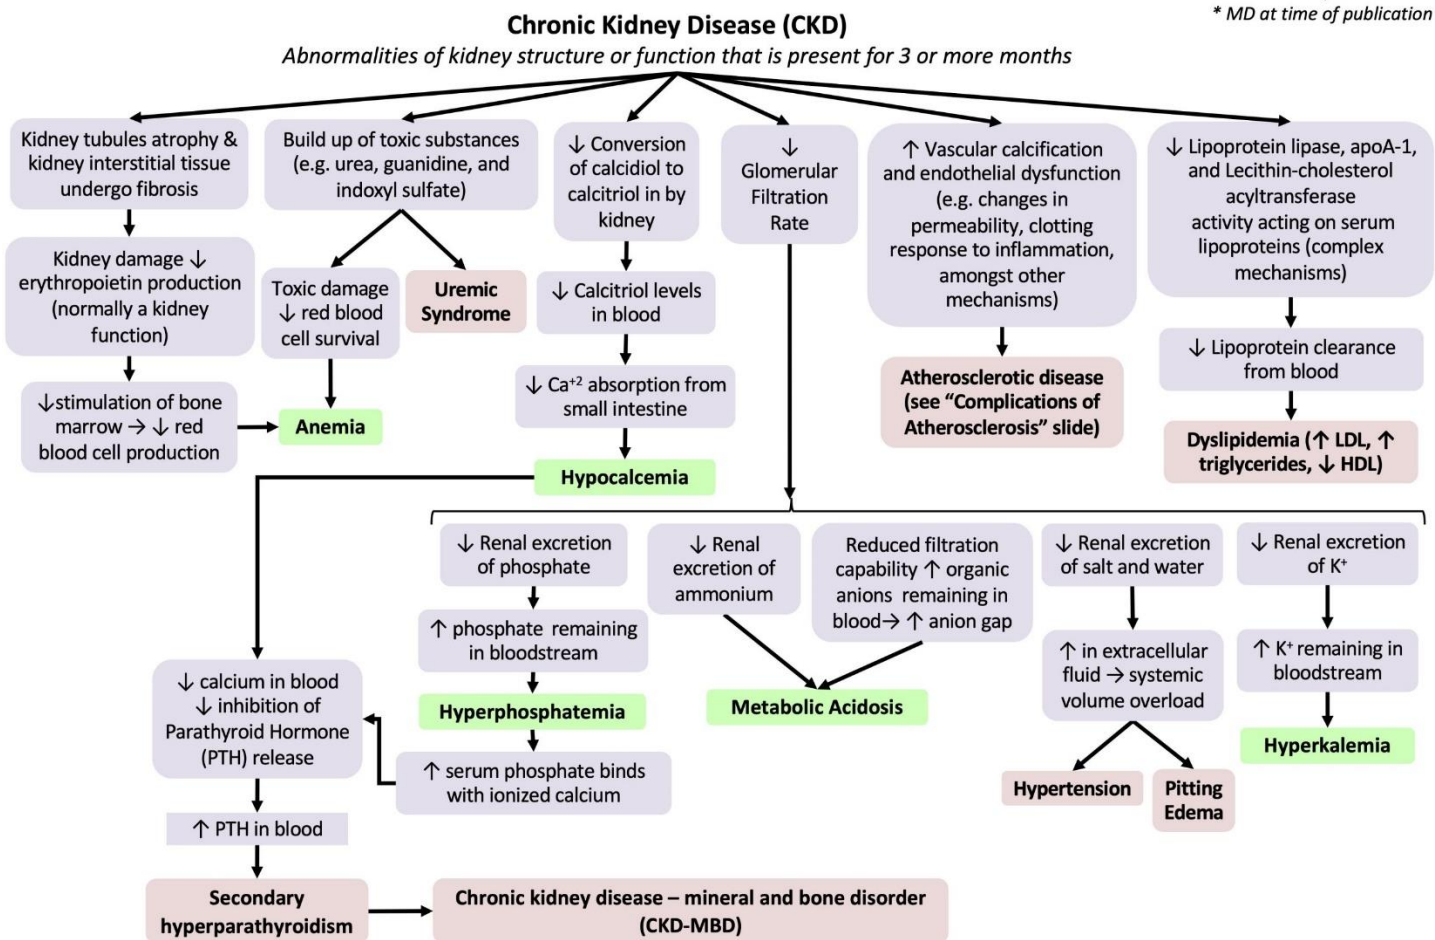 * MD at time of publication
Chronic Kidney Disease (CKD)
Abnormalities of kidney structure or function that is present for 3 or more months
Kidney tubules atrophy &
kidney interstitial tissue
undergo fibrosis
Build up of toxic substances
(e.g. urea, guanidine, and
indoxyl sulfate)
↓ Conversion
of calcidiol to
calcitriol in by
kidney
↓
Glomerular
Filtration
Rate
↑ Vascular calcification
and endothelial dysfunction
(e.g. changes in
permeability, clotting
response to inflammation,
amongst other
mechanisms)
↓ Lipoprotein lipase, apoA-1,
and Lecithin-cholesterol
acyltransferase
activity acting on serum
lipoproteins (complex
mechanisms)
Kidney damage ↓
erythropoietin production
(normally a kidney
function)
Toxic damage
↓ red blood
cell survival
Uremic
Syndrome
↓ Calcitriol levels
in blood
↓ Lipoprotein clearance
from blood
↓stimulation of bone
marrow → ↓ red
blood cell production
Anemia
↓ Ca⁺² absorption from
small intestine
Atherosclerotic disease
(see “Complications of
Atherosclerosis” slide)
Dyslipidemia (↑ LDL, ↑
triglycerides, ↓ HDL)
Hypocalcemia
↓ Renal excretion
of phosphate
↓ Renal
excretion of
ammonium
Reduced filtration
capability ↑ organic
anions remaining in
blood→ ↑ anion gap
↓ Renal excretion
of salt and water
↓ Renal excretion
of K⁺
↑ phosphate remaining
in bloodstream
↑ in extracellular
fluid → systemic
volume overload
↑ K⁺ remaining in
bloodstream
↓ calcium in blood
↓ inhibition of
Parathyroid Hormone
(PTH) release
Hyperphosphatemia
Metabolic Acidosis
Hyperkalemia
↑ serum phosphate binds
with ionized calcium
Hypertension
Pitting
Edema
↑ PTH in blood
Secondary
hyperparathyroidism
Chronic kidney disease – mineral and bone disorder
(CKD-MBD)